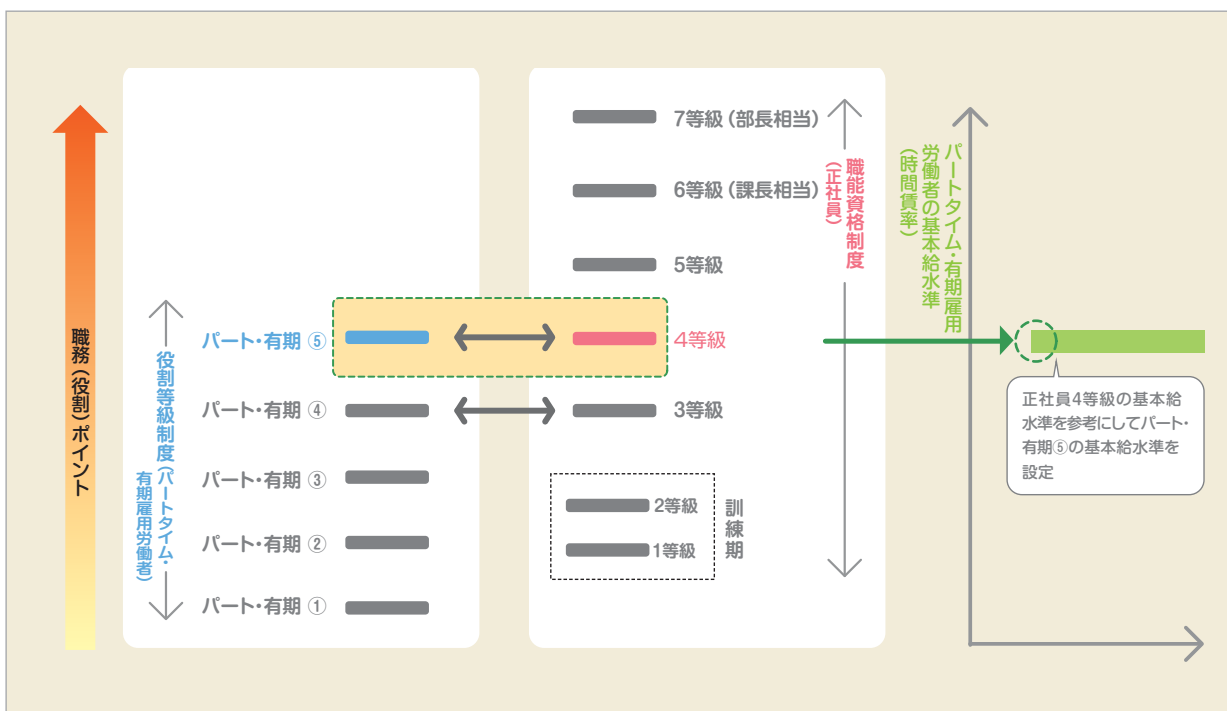 職務(役割)ポイント
役割等級制度(パートタイム・
有期雇用労働者)
パート・有期 ⑤
パート・有期 ④
パート・有期 ③
パート・有期 ②
パート・有期 ①
7等級(部長相当)
6等級(課長相当)
5等級
4等級
3等級
2等級
1等級
訓練期
職能資格制度
(正社員)
パートタイム・有期雇用
労働者の基本給水準
(時間賃率)
正社員4等級の基本給
水準を参考にしてパート・
有期⑤の基本給水準を
設定